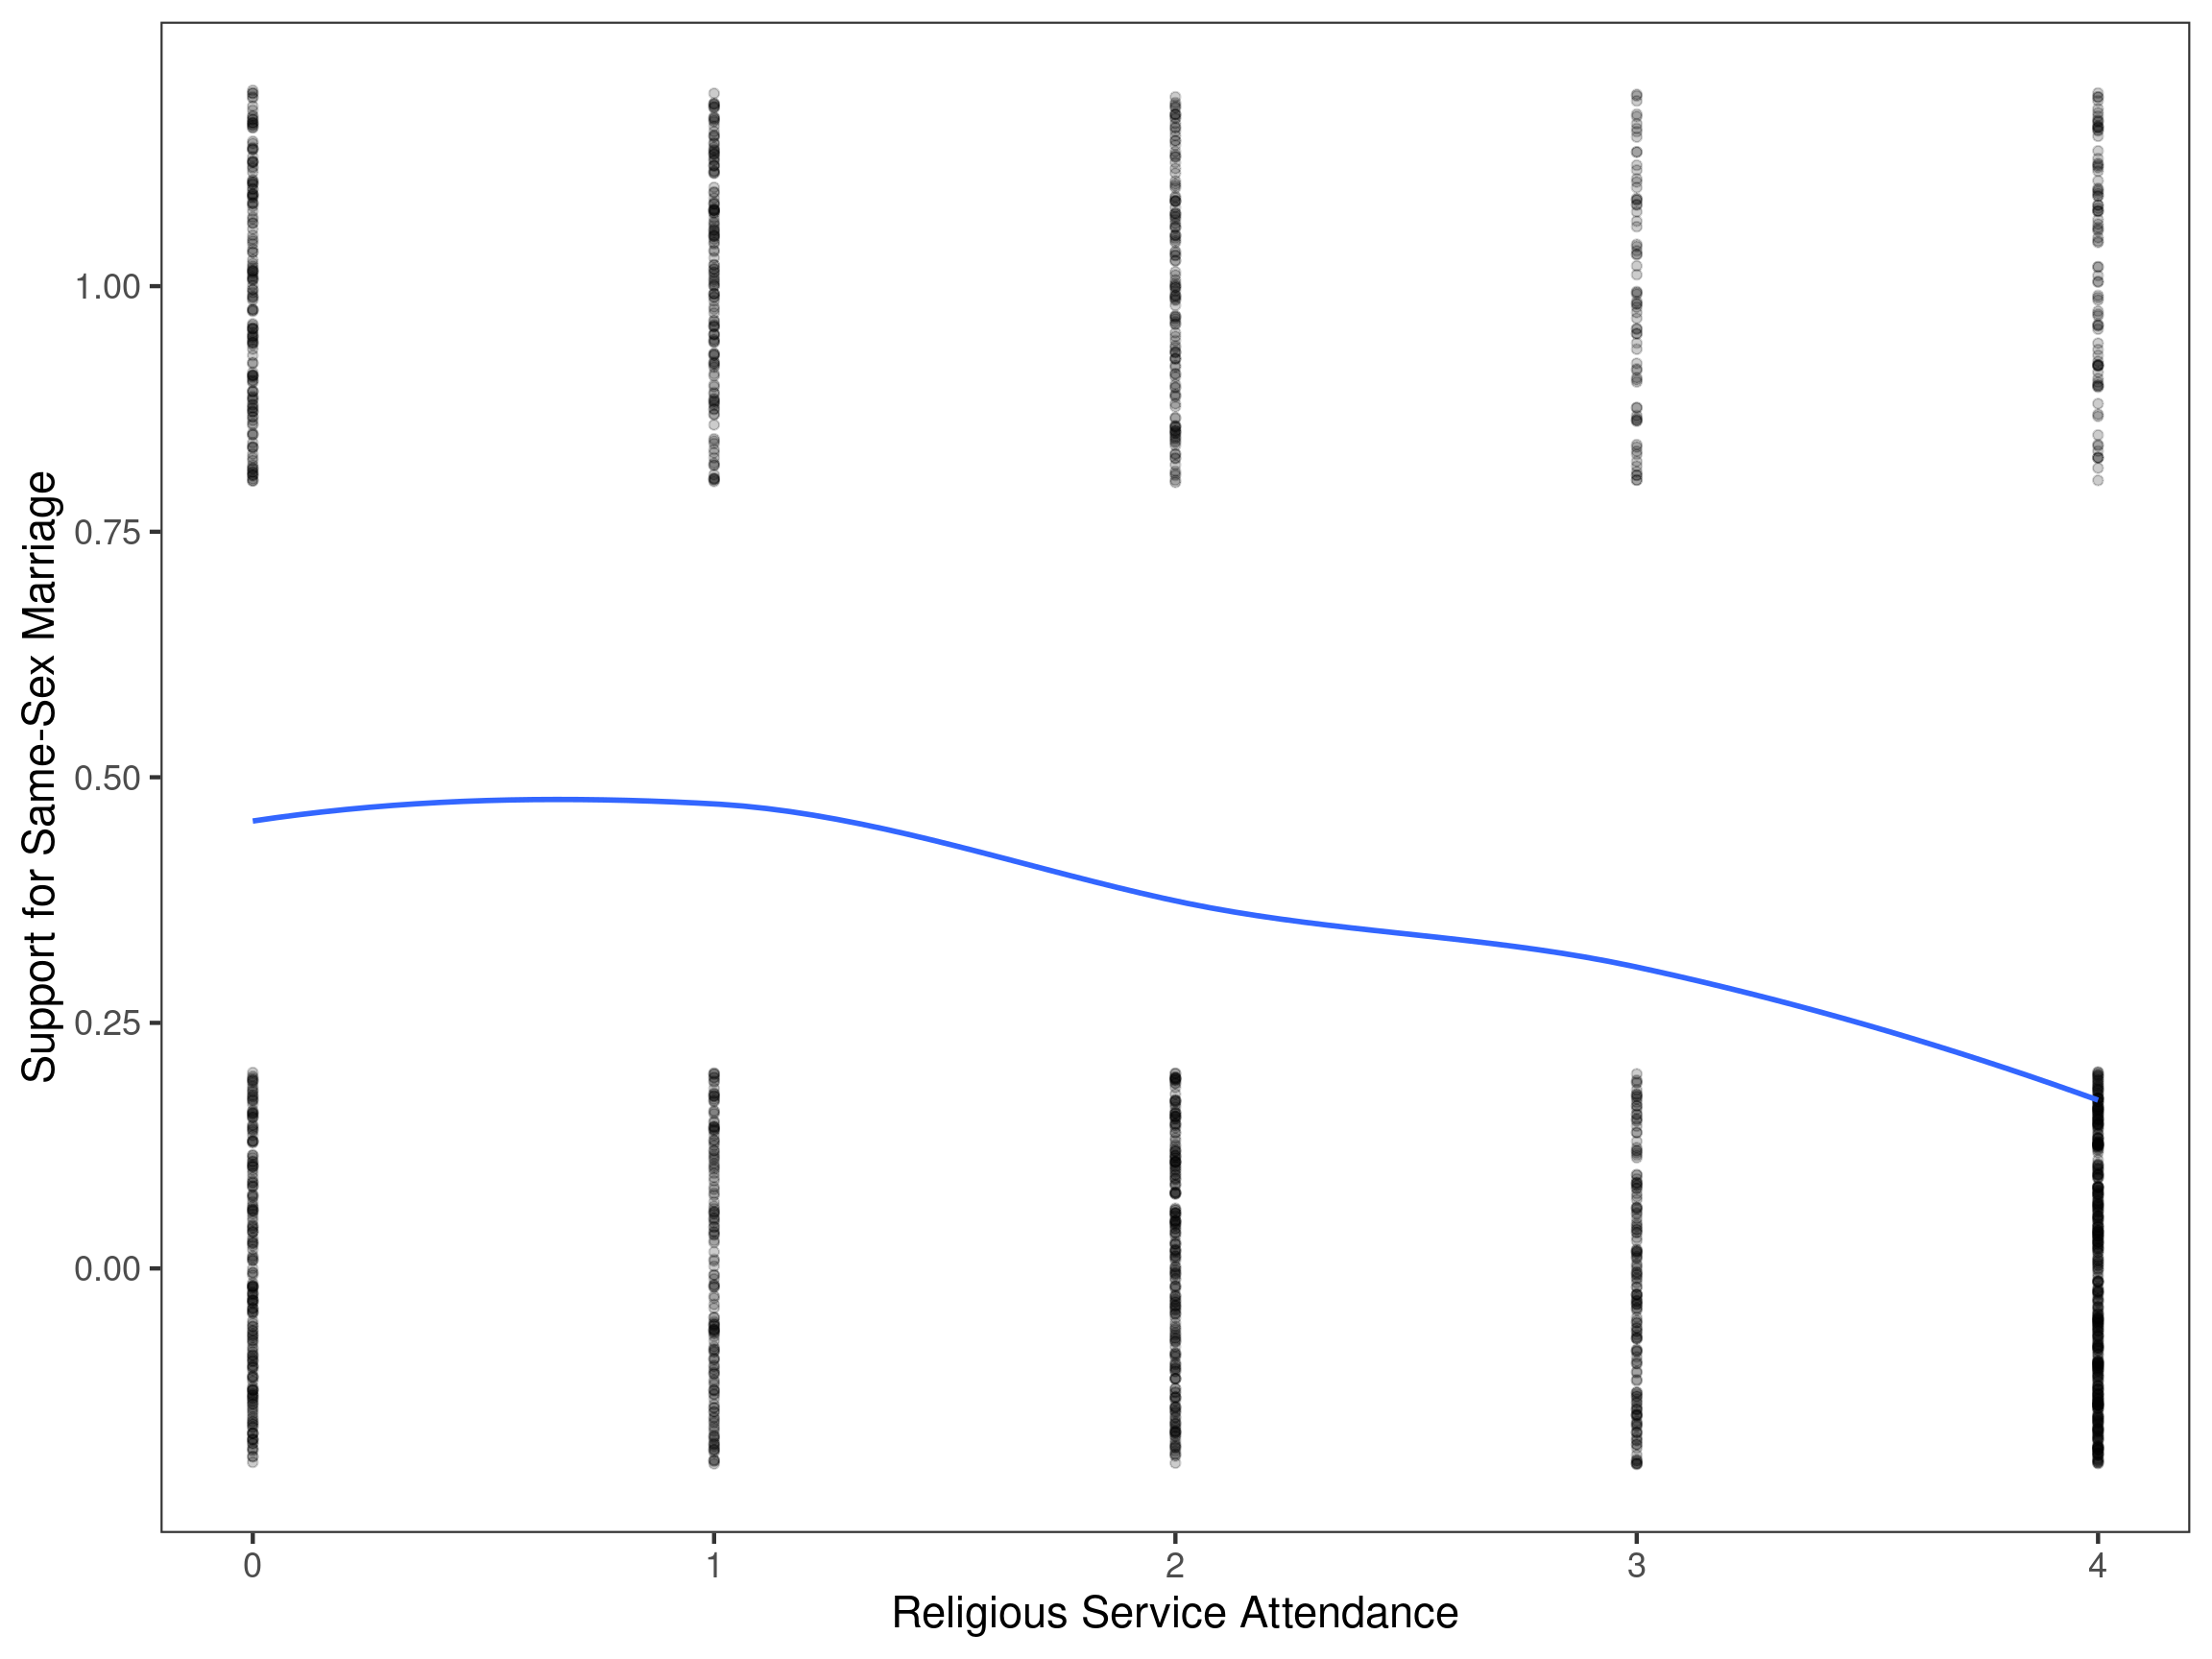 Support for Same-Sex Marriage
1.00
0.75
0.50
0.25
0.00
0 1 2 3 4
Religious Service Attendance